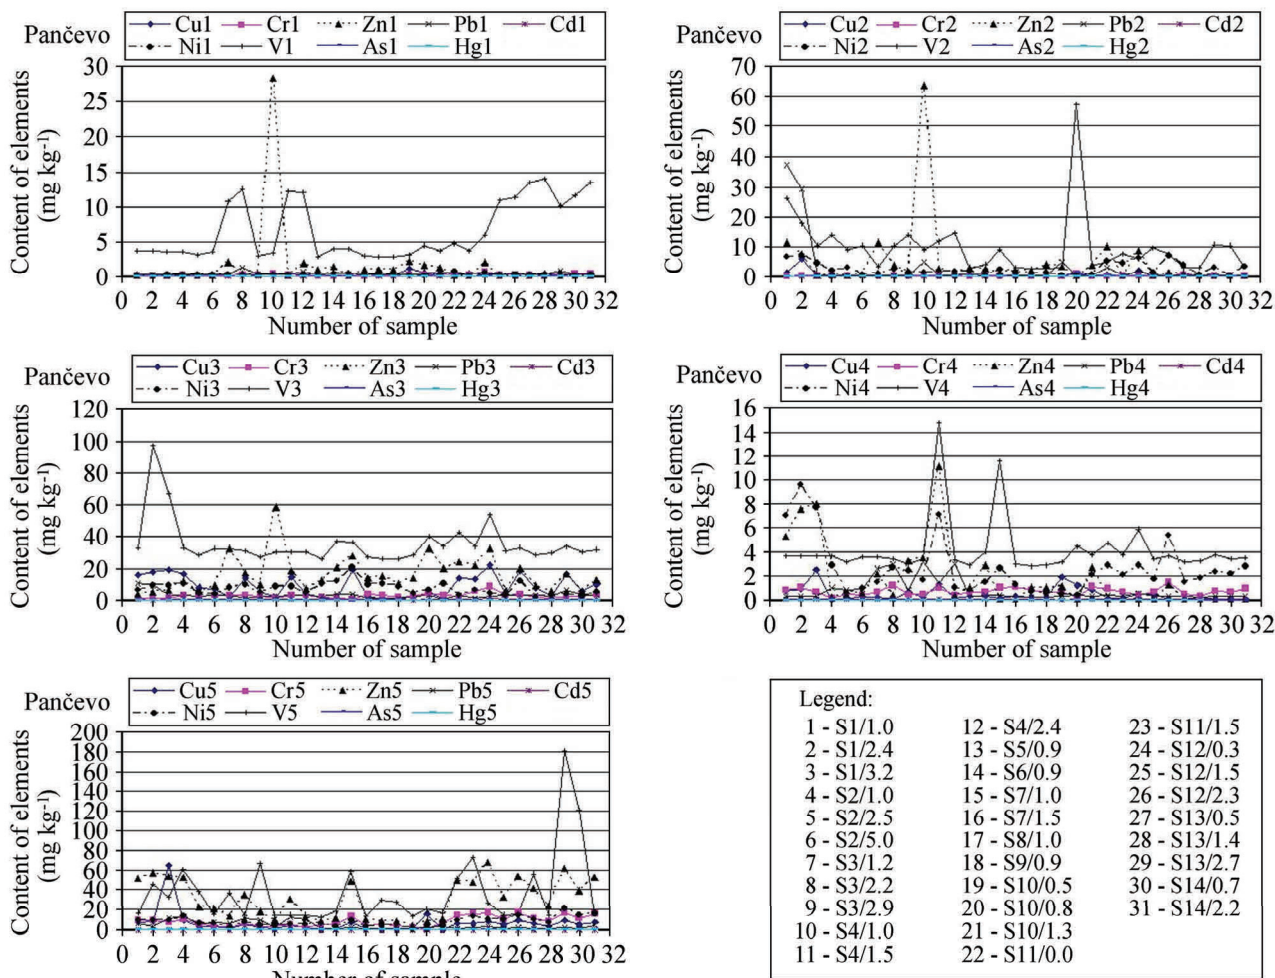 Pančevo
Cu1 Cr1 Zn1 Pb1 Cd1
Ni1 V1 As1 Hg1
Content of elements
(mg kg-1)
30
25
20
15
10
5
0
0 2 4 6 8 10 12 14 16 18 20 22 24 26 28 30 32
Number of sample
Pančevo
Cu2 Cr2 Zn2 Pb2 Cd2
Ni2 V2 As2 Hg2
Content of elements
(mg kg-1)
70
60
50
40
30
20
10
0
0 2 4 6 8 10 12 14 16 18 20 22 24 26 28 30 32
Number of sample
Pančevo
Cu3 Cr3 Zn3 Pb3 Cd3
Ni3 V3 As3 Hg3
Content of elements
(mg kg-1)
120
100
80
60
40
20
0
0 2 4 6 8 10 12 14 16 18 20 22 24 26 28 30 32
Number of sample
Pančevo
Cu4 Cr4 Zn4 Pb4 Cd4
Ni4 V4 As4 Hg4
Content of elements
(mg kg-1)
16
14
12
10
8
6
4
2
0
0 2 4 6 8 10 12 14 16 18 20 22 24 26 28 30 32
Number of sample
Pančevo
Cu5 Cr5 Zn5 Pb5 Cd5
Ni5 V5 As5 Hg5
Content of elements
(mg kg-1)
200
180
160
140
120
100
80
60
40
20
0
0 2 4 6 8 10 12 14 16 18 20 22 24 26 28 30 32
Number of sample
Legend:
1 - S1/1.0
2 - S1/2.4
3 - S1/3.2
4 - S2/1.0
5 - S2/2.5
6 - S2/5.0
7 - S3/1.2
8 - S3/2.2
9 - S3/2.9
10 - S4/1.0
11 - S4/1.5
12 - S4/2.4
13 - S5/0.9
14 - S6/0.9
15 - S7/1.0
16 - S7/1.5
17 - S8/1.0
18 - S9/0.9
19 - S10/0.5
20 - S10/0.8
21 - S10/1.3
22 - S11/0.0
23 - S11/1.5
24 - S12/0.3
25 - S12/1.5
26 - S12/2.3
27 - S13/0.5
28 - S13/1.4
29 - S13/2.7
30 - S14/0.7
31 - S14/2.2